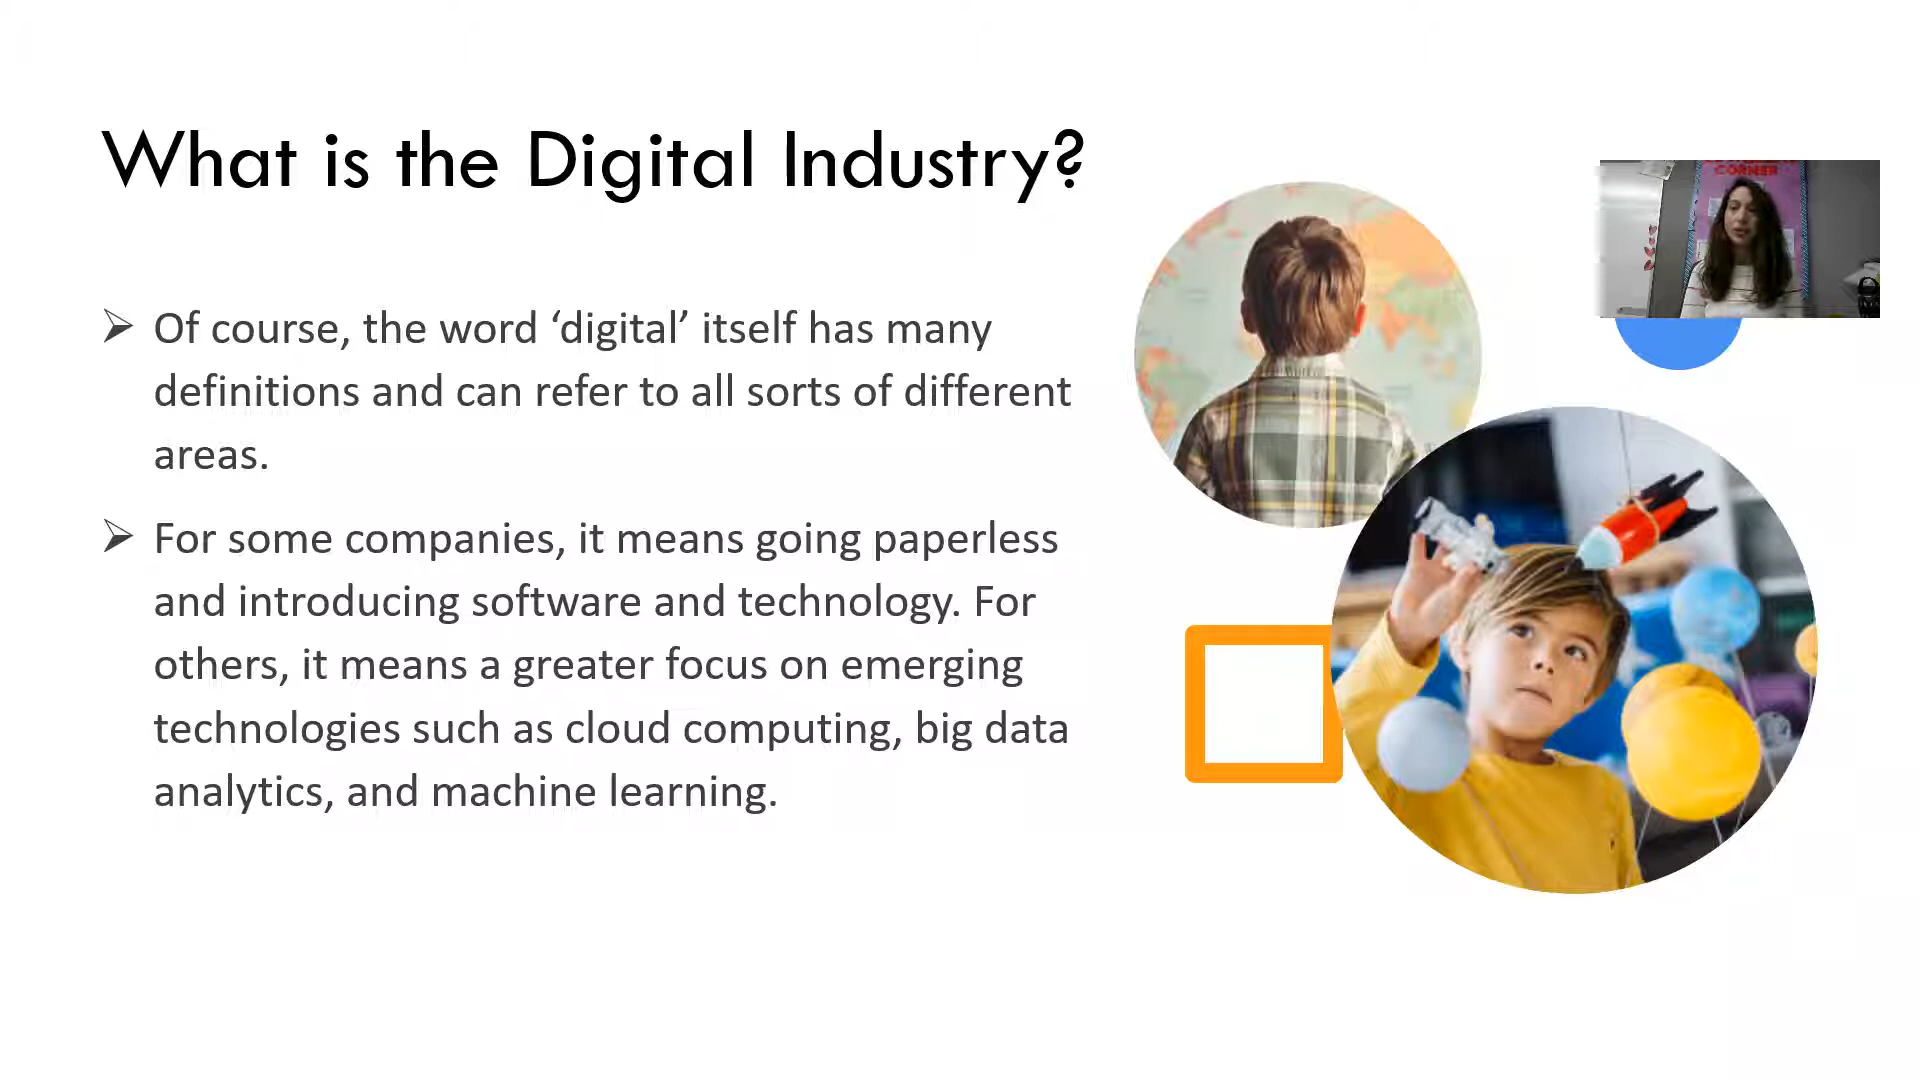 What is the Digital Industry?
CORNER
➢ Of course, the word ‘digital’ itself has many
definitions and can refer to all sorts of different
areas.
➢ For some companies, it means going paperless
and introducing software and technology. For
others, it means a greater focus on emerging
technologies such as cloud computing, big data
analytics, and machine learning.